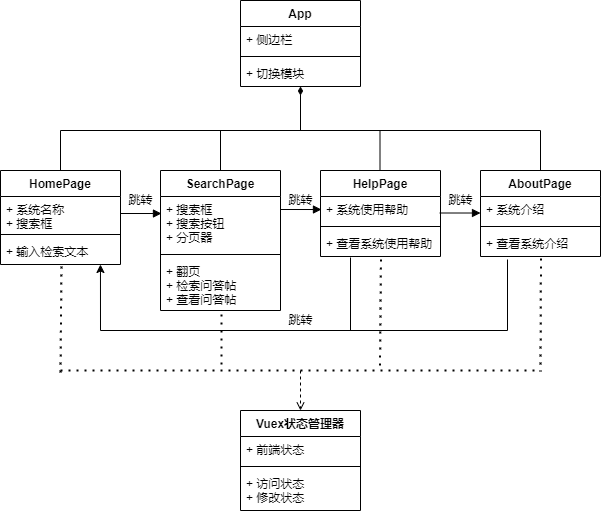 App
+ 侧边栏
+ 切换模块
HomePage
+ 系统名称
+ 搜索框
+ 输入检索文本
跳转
SearchPage
+ 搜索框
+ 搜索按钮
+ 分页器
+ 翻页
+ 检索问答帖
+ 查看问答帖
跳转
HelpPage
+ 系统使用帮助
+ 查看系统使用帮助
跳转
AboutPage
+ 系统介绍
+ 查看系统介绍
跳转
Vuex状态管理器
+ 前端状态
+ 访问状态
+ 修改状态